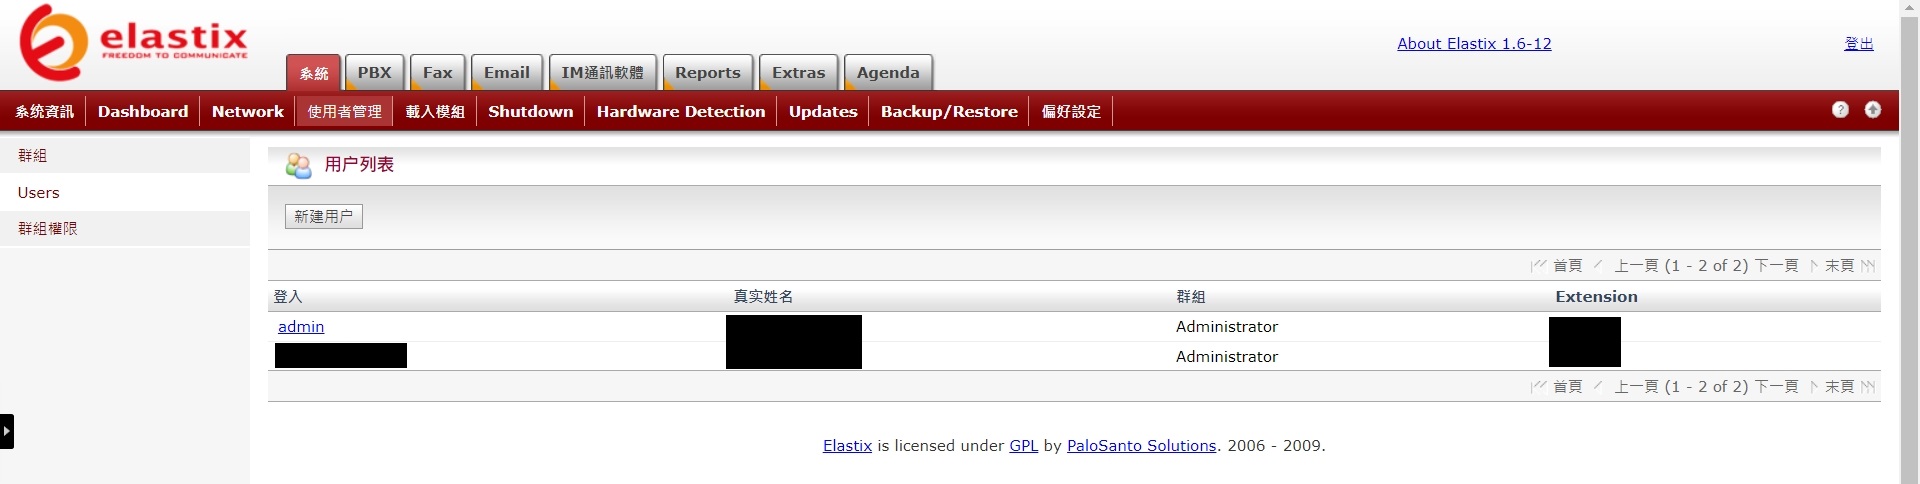 elastix
FREEDOM TO COMMUNICATE
About Elastix 1.6-12 登出
系統 PBX Fax Email IM通訊軟體 Reports Extras Agenda
系统資訊 Dashboard Network 使用者管理 載入模組 Shutdown Hardware Detection Updates Backup/Restore 偏好設定
群組
Users
群組權限
用户列表
新建用户
首頁 上一頁 (1 - 2 of 2) 下一頁 末頁
登入 真实姓名 群組 Extension
admin Administrator
Administrator
首頁 上一頁 (1 - 2 of 2) 下一頁 末頁
Elastix is licensed under GPL by PaloSanto Solutions. 2006 - 2009.